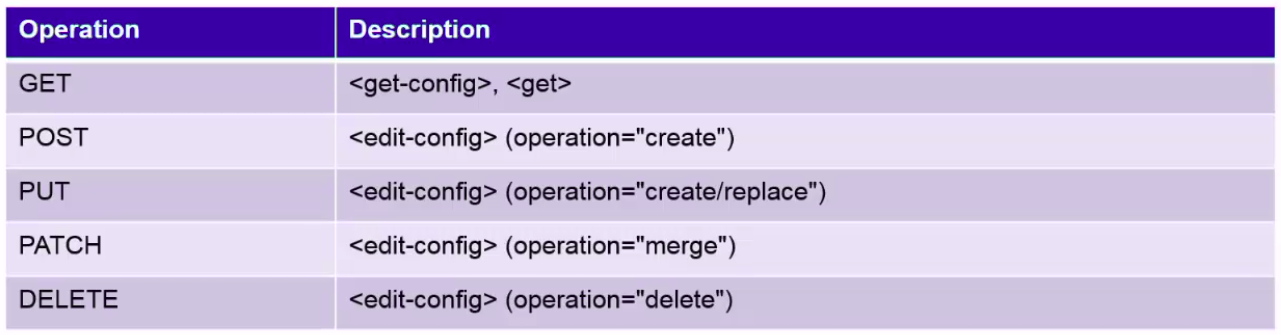 Operation Description
GET <get-config>, <get>
POST <edit-config> (operation="create")
PUT <edit-config> (operation="create/replace")
PATCH <edit-config> (operation="merge")
DELETE <edit-config> (operation="delete")